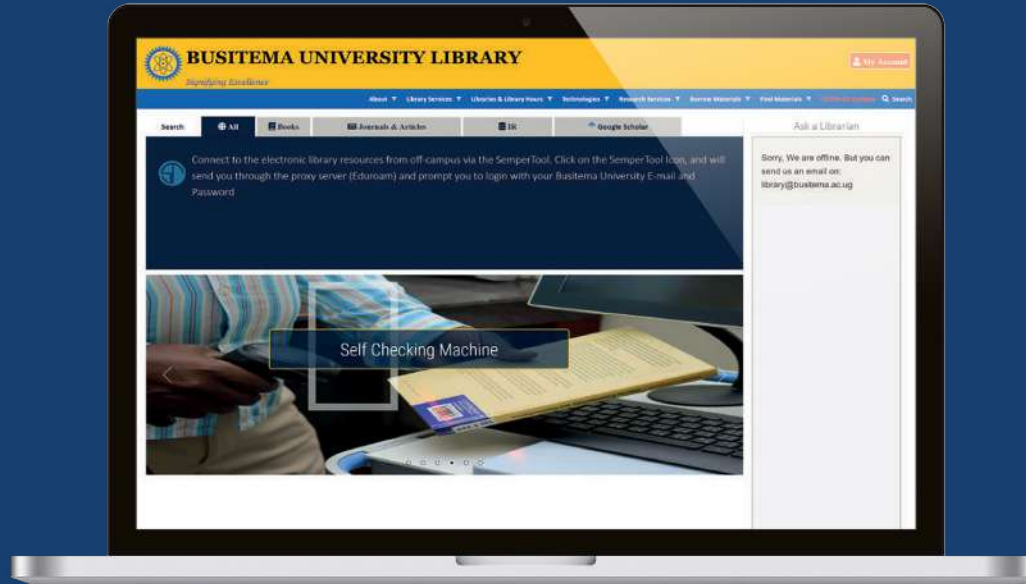 BUSITEMA UNIVERSITY LIBRARY
My Account
About Library Services Libraries & Library Hours Technologies Research Services Borrow Materials Find Materials Search
Search All Books Journals & Articles IR Google Scholar
Ask a Librarian
Connect to the electronic library resources from off-campus via the SemperTool. Click on the SemperTool Icon, and will
send you through the proxy server (Eduroam) and prompt you to login with your Busitema University E-mail and
Password
Sorry, We are offline. But you can
send us an email on:
library@busitema.ac.ug
Self Checking Machine